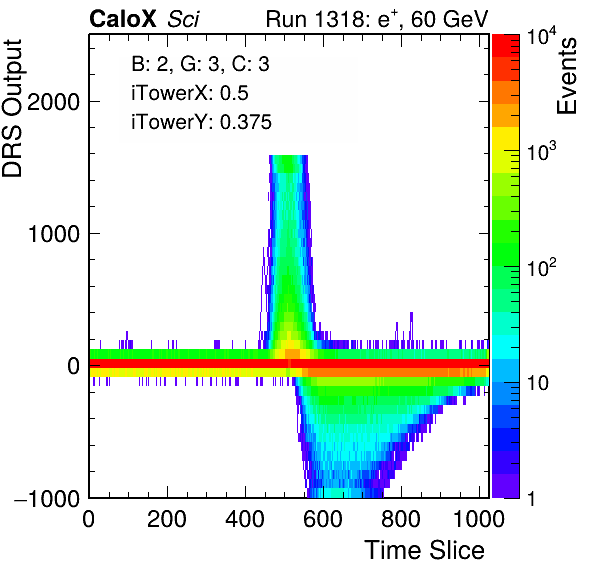 CaloX Sci
Run 1318: e⁺, 60 GeV
B: 2, G: 3, C: 3
iTowerX: 0.5
iTowerY: 0.375
DRS Output
2000
1000
0
−1000
0 200 400 600 800 1000
Time Slice
10⁴
10³
10²
10
1
Events